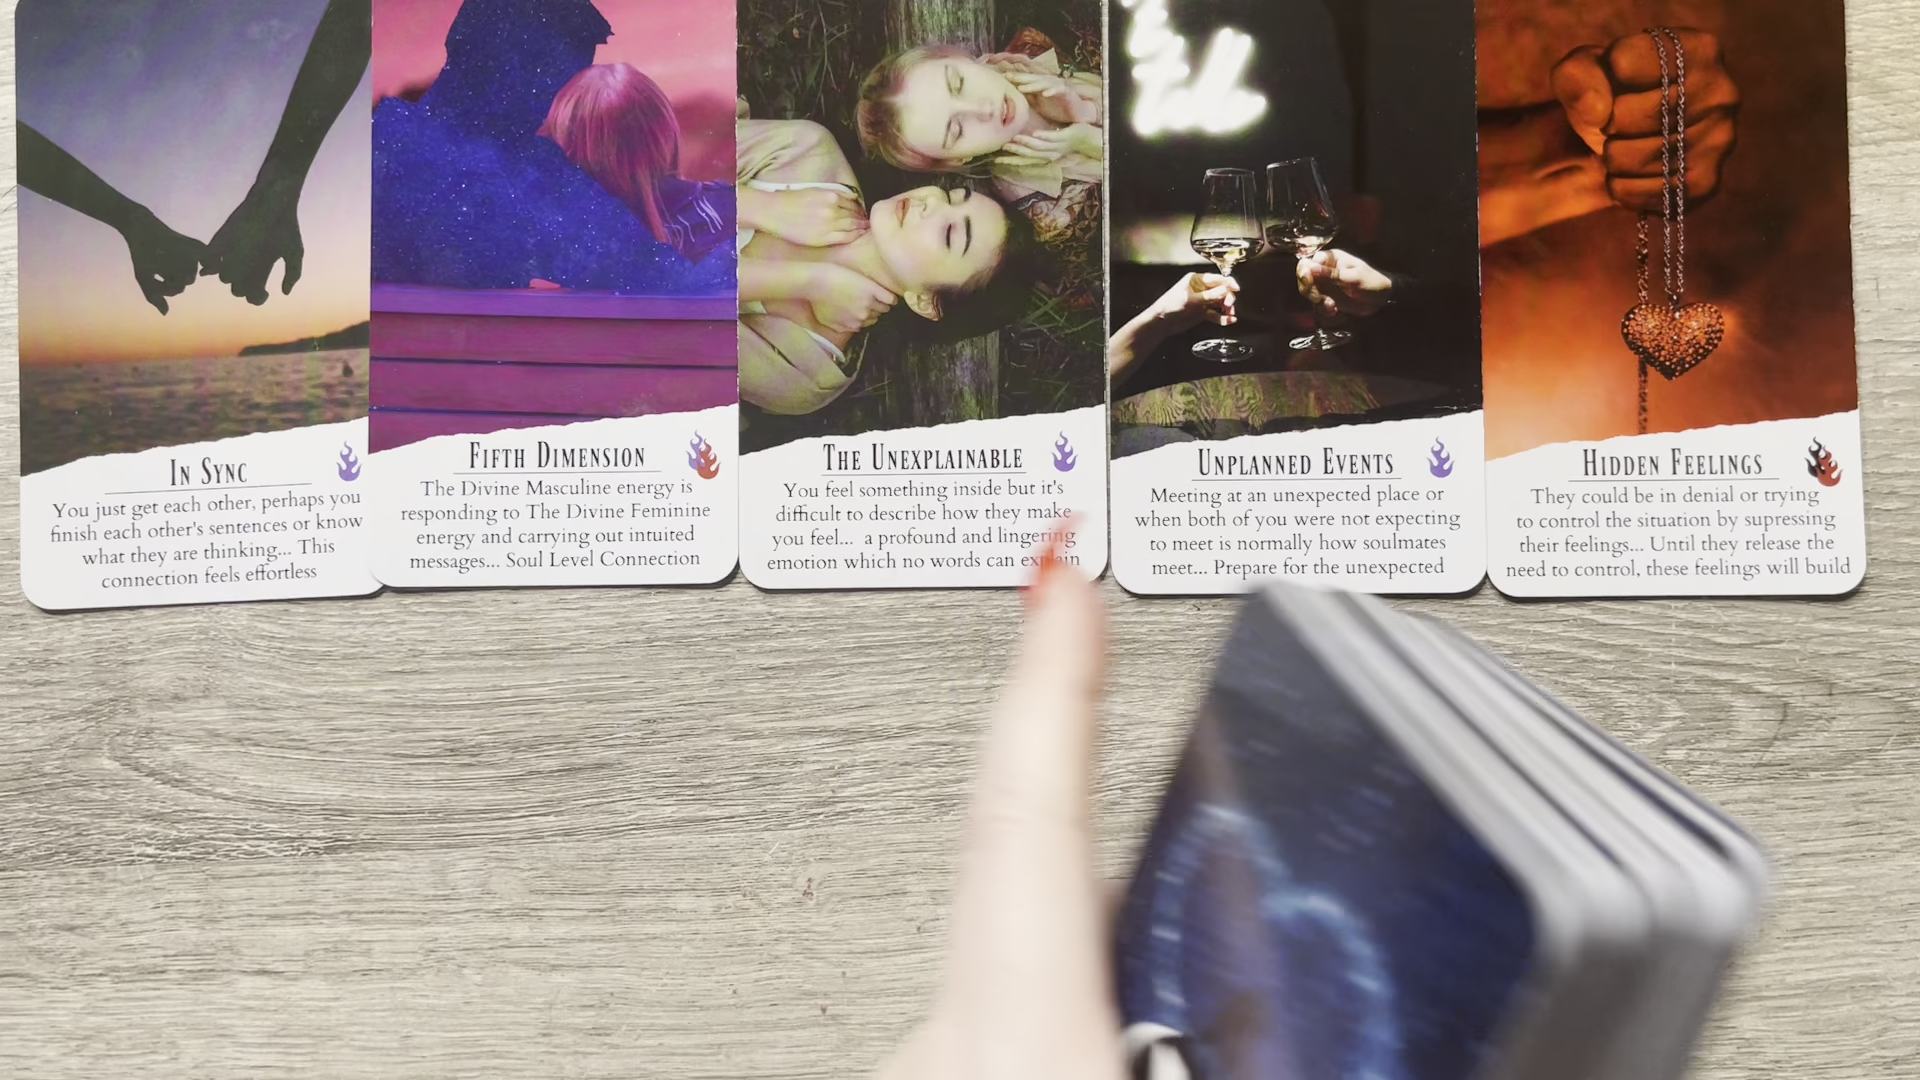 In Sync
You just get each other, perhaps you
finish each other's sentences or know
what they are thinking... This
connection feels effortless
Fifth Dimension
The Divine Masculine energy is
responding to The Divine Feminine
energy and carrying out intuited
messages... Soul Level Connection
The Unexplainable
You feel something inside but it's
difficult to describe how they make
you feel... a profound and lingering
emotion which no words can explain
Unplanned Events
Meeting at an unexpected place or
when both of you were not expecting
to meet is normally how soulmates
meet... Prepare for the unexpected
Hidden Feelings
They could be in denial or trying
to control the situation by supressing
their feelings... Until they release the
need to control, these feelings will build